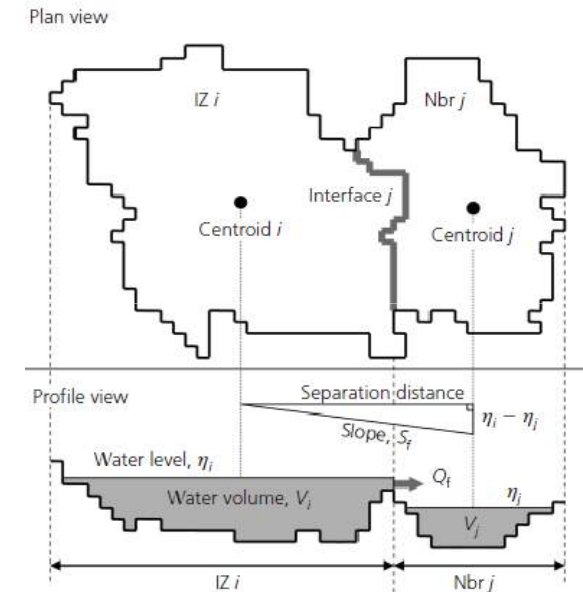 Plan view
IZ i
Nbr j
Interface j
Centroid i
Centroid j
Profile view
Separation distance
ηi − ηj
Slope, Sf
Water level, ηi
Qf
Water volume, Vi
ηj
Vj
IZ i
Nbr j